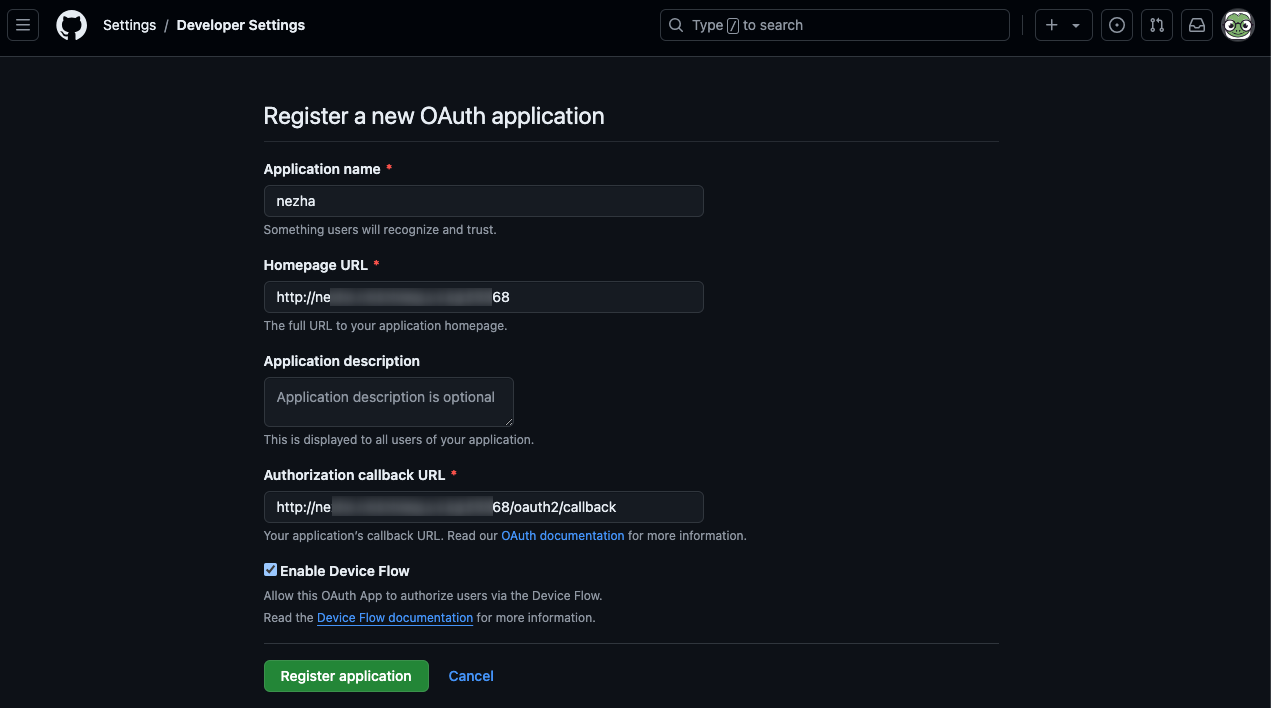 Settings / Developer Settings
Type / to search
Register a new OAuth application
Application name *
nezha
Something users will recognize and trust.
Homepage URL *
http://ne 68
The full URL to your application homepage.
Application description
Application description is optional
This is displayed to all users of your application.
Authorization callback URL *
http://ne 68/oauth2/callback
Your application's callback URL. Read our OAuth documentation for more information.
Enable Device Flow
Allow this OAuth App to authorize users via the Device Flow.
Read the Device Flow documentation for more information.
Register application Cancel